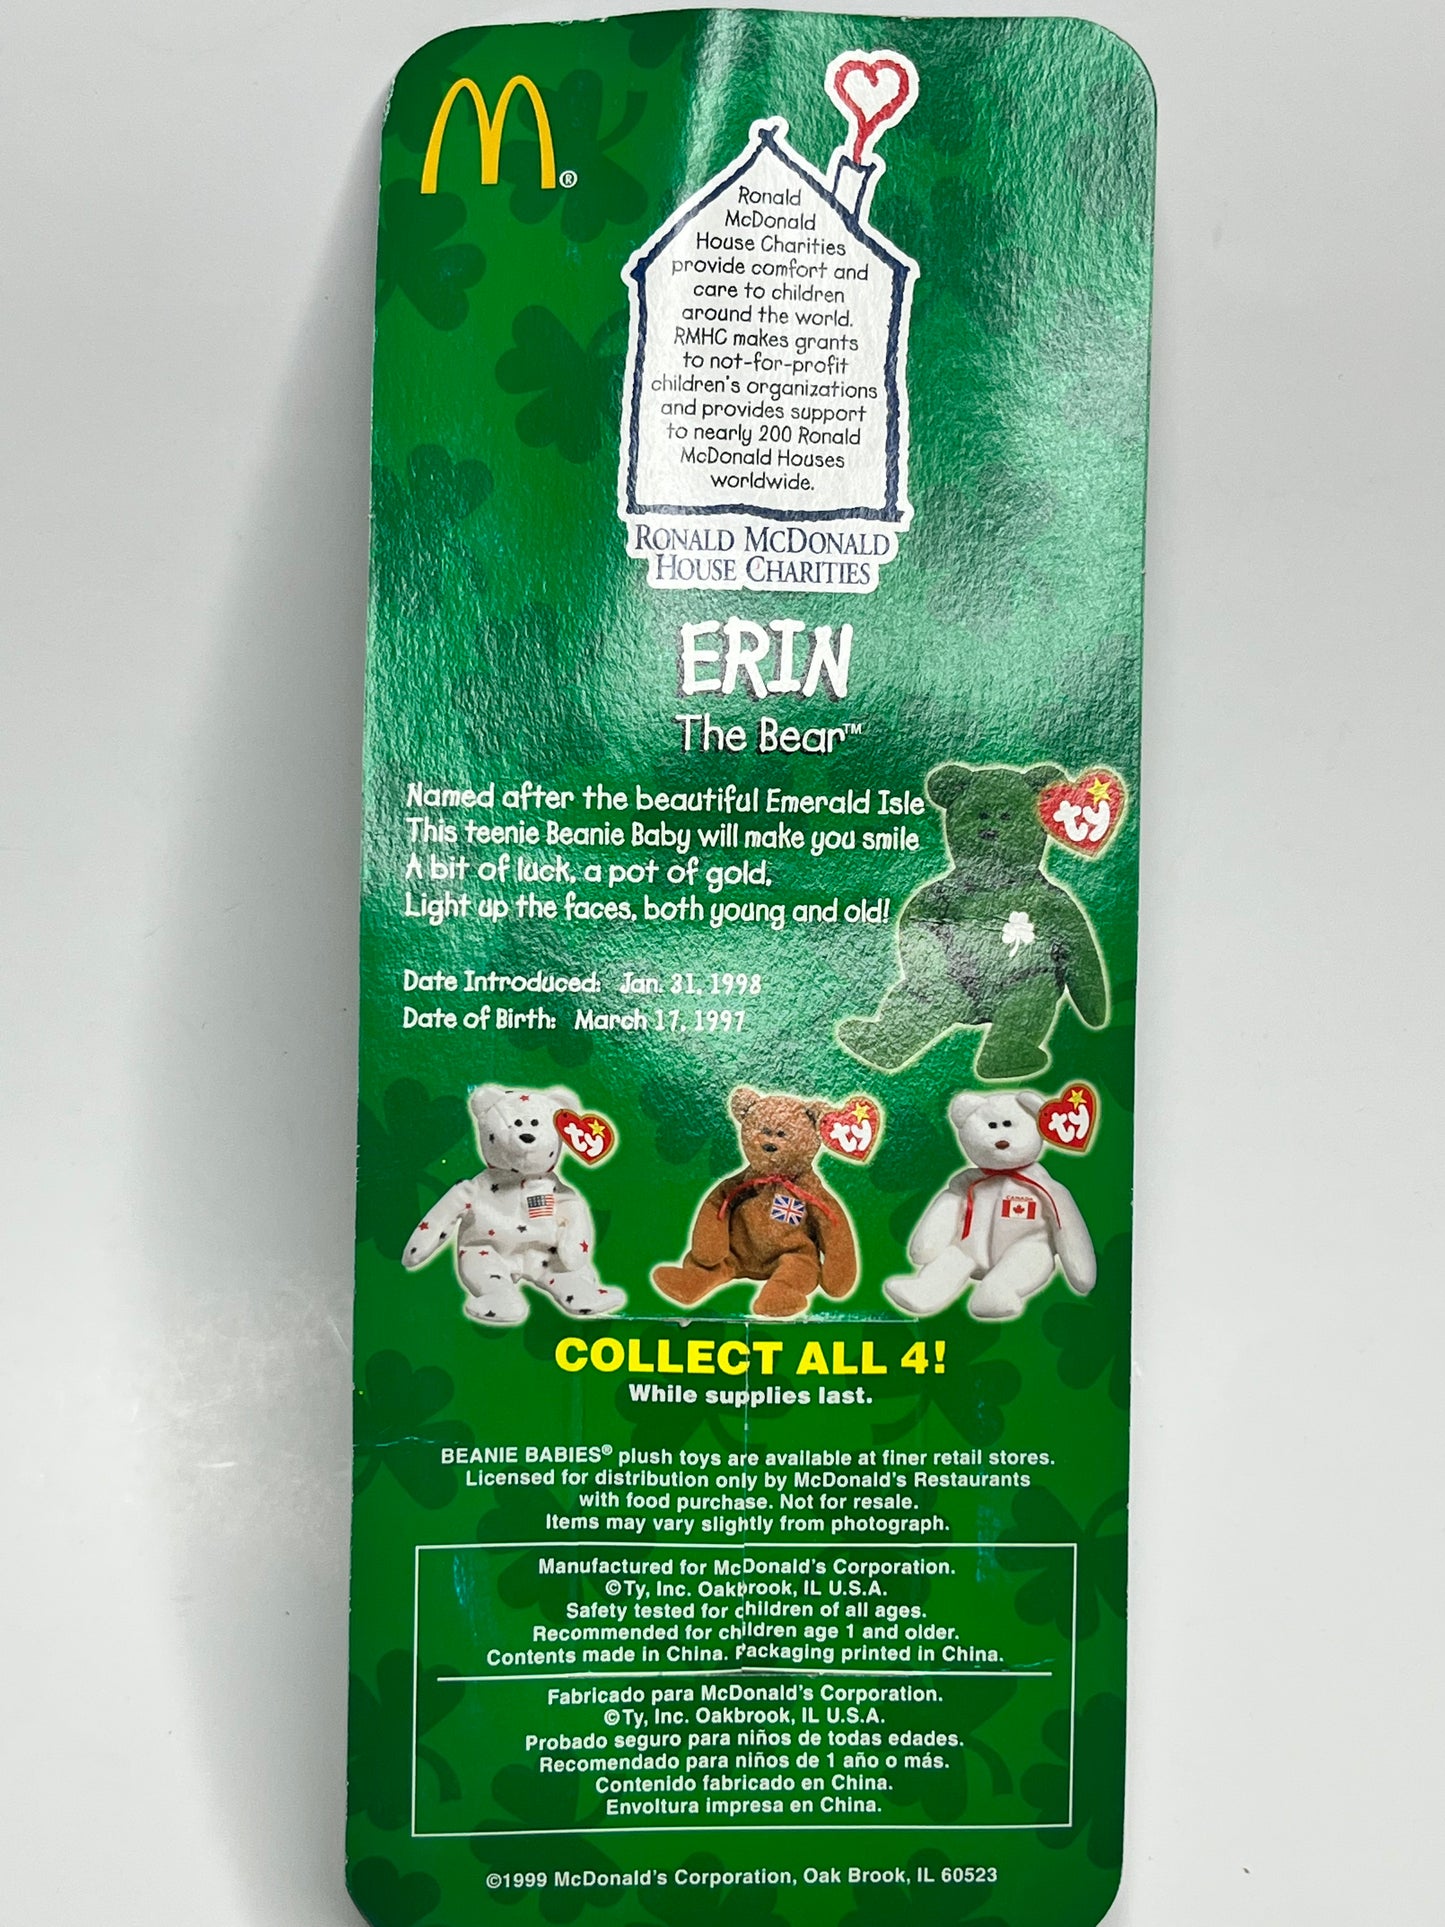 M®
Ronald
McDonald
House Charities
provide comfort and
care to children
around the world.
RMHC makes grants
to not-for-profit
children's organizations
and provides support
to nearly 200 Ronald
McDonald Houses
worldwide.
RONALD MCDONALD
HOUSE CHARITIES
ERIN
The Bear™
Named after the beautiful Emerald Isle
This teenie Beanie Baby will make you smile
A bit of luck, a pot of gold,
Light up the faces, both young and old!
ty
Date Introduced: Jan. 31, 1998
Date of Birth: March 17, 1997
ty
ty
ty
CANADA
COLLECT ALL 4!
While supplies last.
BEANIE BABIES® plush toys are available at finer retail stores.
Licensed for distribution only by McDonald's Restaurants
with food purchase. Not for resale.
Items may vary slightly from photograph.
Manufactured for McDonald's Corporation.
©Ty, Inc. Oakbrook, IL U.S.A.
Safety tested for children of all ages.
Recommended for children age 1 and older.
Contents made in China. Packaging printed in China.
Fabricado para McDonald's Corporation.
©Ty, Inc. Oakbrook, IL U.S.A.
Probado seguro para niños de todas edades.
Recomendado para niños de 1 año o más.
Contenido fabricado en China.
Envoltura impresa en China.
©1999 McDonald's Corporation, Oak Brook, IL 60523